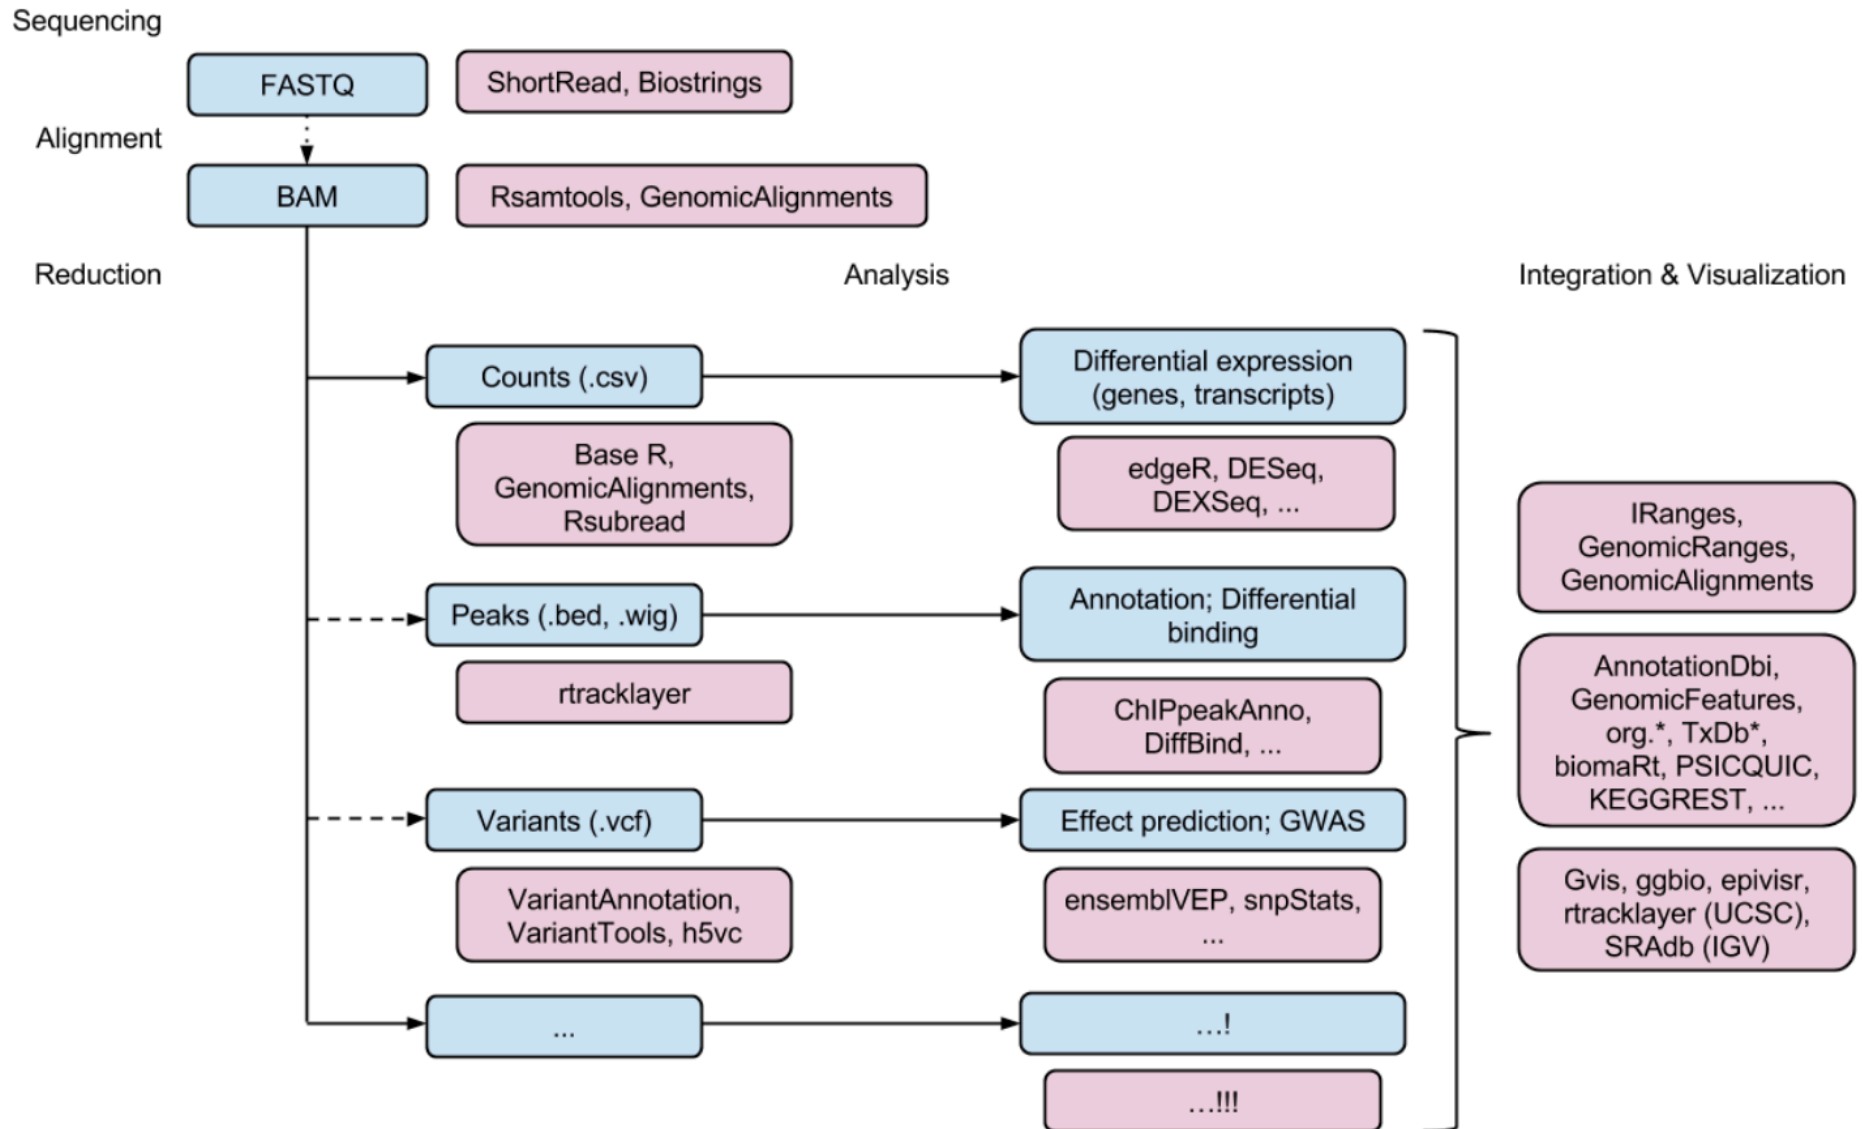 Sequencing
FASTQ
ShortRead, Biostrings
Alignment
BAM
Rsamtools, GenomicAlignments
Reduction
Analysis
Integration & Visualization
Counts (.csv)
Differential expression
(genes, transcripts)
Base R,
GenomicAlignments,
Rsubread
edgeR, DESeq,
DEXSeq, ...
Peaks (.bed, .wig)
Annotation; Differential
binding
rtracklayer
ChIPpeakAnno,
DiffBind, ...
Variants (.vcf)
Effect prediction; GWAS
VariantAnnotation,
VariantTools, h5vc
ensemblVEP, snpStats,
...
...
...!
...!!!
IRanges,
GenomicRanges,
GenomicAlignments
AnnotationDbi,
GenomicFeatures,
org.*, TxDb*,
biomaRt, PSICQUIC,
KEGGREST, ...
Gvis, ggbio, epivisr,
rtracklayer (UCSC),
SRAdb (IGV)